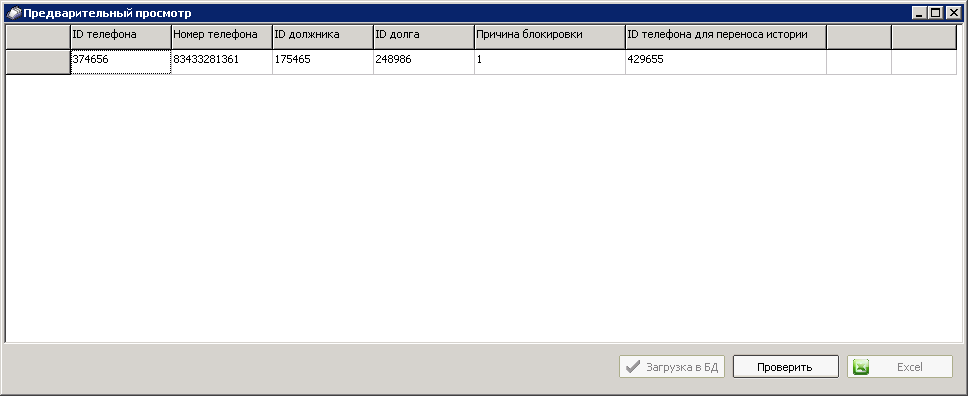 Предварительный просмотр
ID телефона Номер телефона ID должника ID долга Причина блокировки ID телефона для переноса истории
374656 83433281361 175465 248986 1 429655
Загрузка в БД Проверить Excel